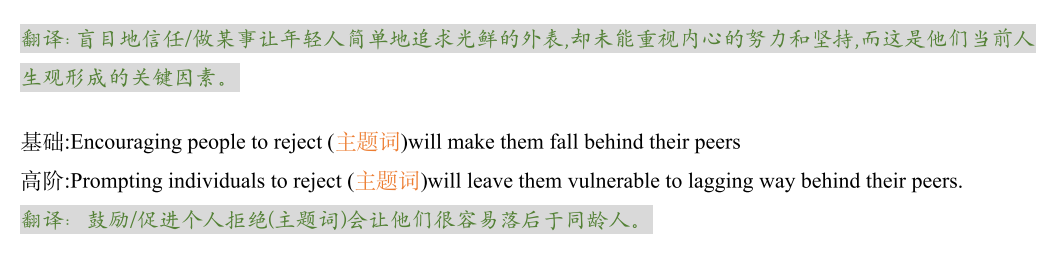 翻译: 盲目地信任/做某事让年轻人简单地追求光鲜的外表,却未能重视内心的努力和坚持,而这是他们当前人
生观形成的关键因素。
基础:Encouraging people to reject (主题词)will make them fall behind their peers
高阶:Prompting individuals to reject (主题词)will leave them vulnerable to lagging way behind their peers.
翻译: 鼓励/促进个人拒绝(主题词)会让他们很容易落后于同龄人。